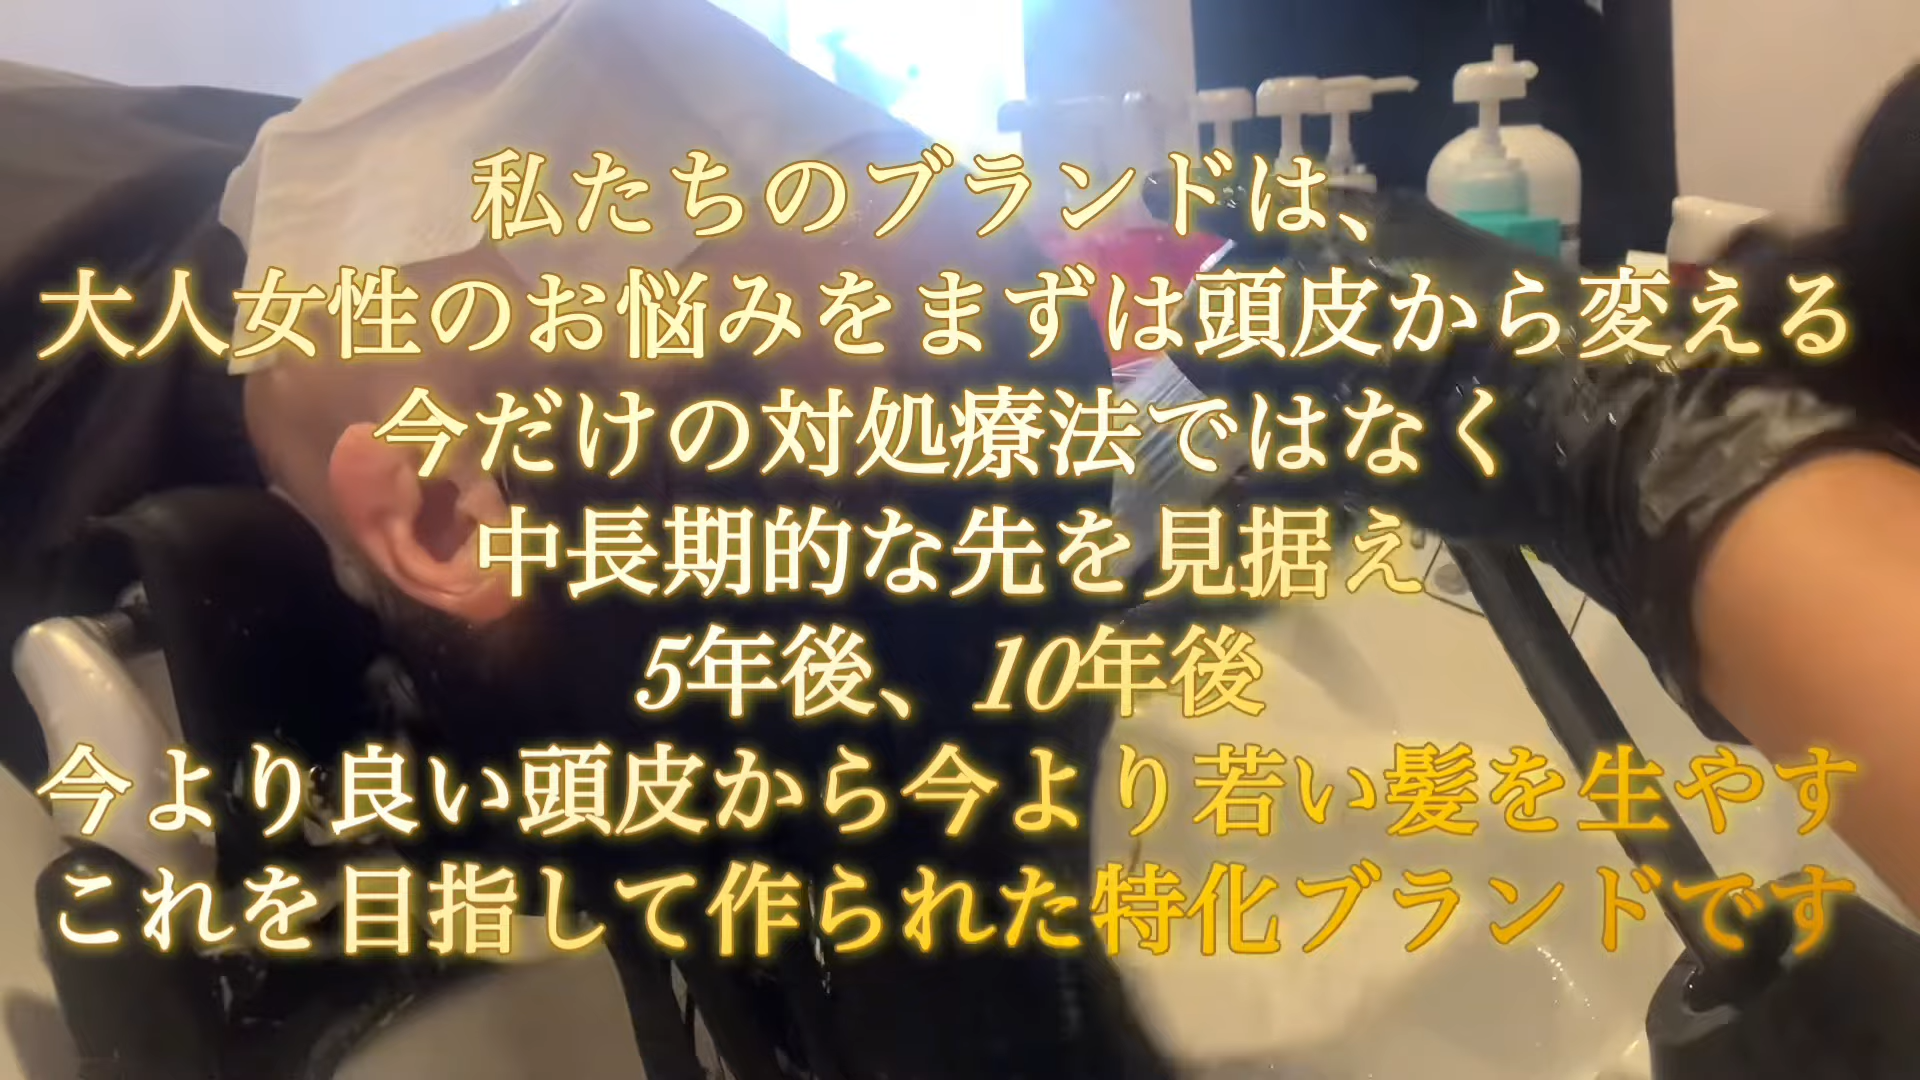 私たちのブランドは、
大人女性のお悩みをまずは頭皮から変える
今だけの対処療法ではなく
中長期的な先を見据え
5年後、10年後
今より良い頭皮から今より若い髪を生やす
これを目指して作られた特化ブランドです